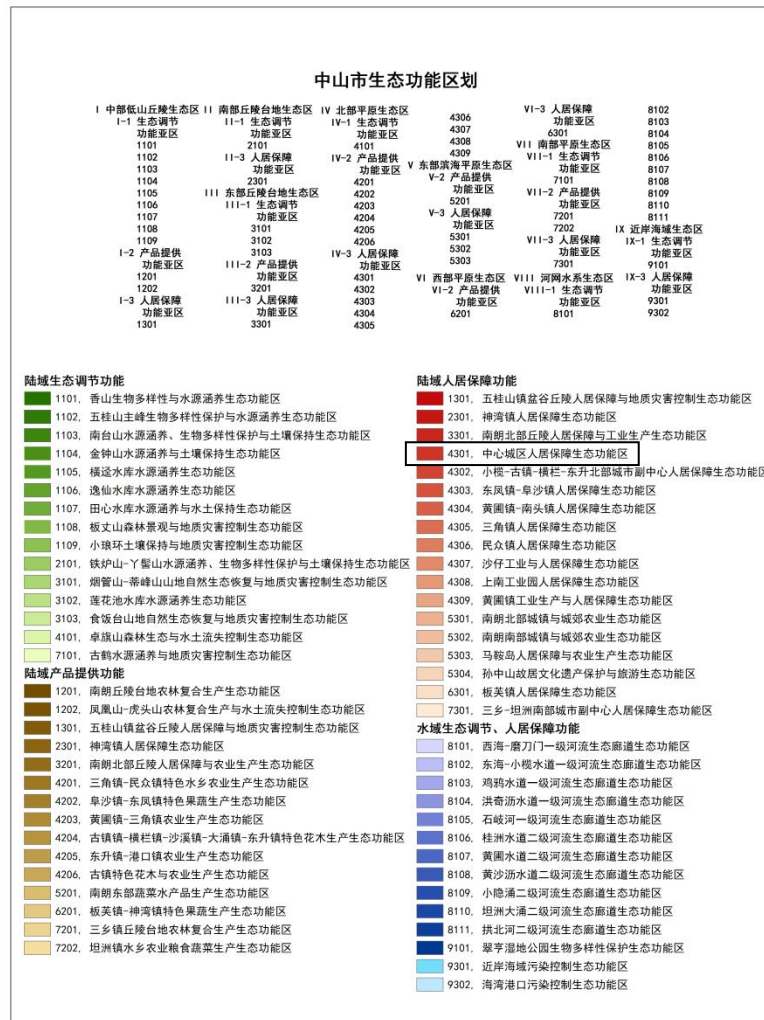 中山市生态功能区划
I 中部低山丘陵生态区
I-1 生态调节
功能亚区
1101
1102
1103
1104
1105
1106
1107
1108
1109
I-2 产品提供
功能亚区
1201
1202
I-3 人居保障
功能亚区
1301
II 南部丘陵台地生态区
II-1 生态调节
功能亚区
2101
II-3 人居保障
功能亚区
2301
III 东部丘陵台地生态区
III-1 生态调节
功能亚区
3101
3102
3103
III-2 产品提供
功能亚区
3201
III-3 人居保障
功能亚区
3301
IV 北部平原生态区
IV-1 生态调节
功能亚区
4101
IV-2 产品提供
功能亚区
4201
4202
4203
4204
4205
4206
IV-3 人居保障
功能亚区
4301
4302
4303
4304
4305
4306
4307
4308
4309
V 东部滨海平原生态区
V-2 产品提供
功能亚区
5201
V-3 人居保障
功能亚区
5301
5302
5303
VI 西部平原生态区
VI-2 产品提供
功能亚区
6201
VI-3 人居保障
功能亚区
6301
VII 南部平原生态区
VII-1 生态调节
功能亚区
7101
VII-2 产品提供
功能亚区
7201
7202
VII-3 人居保障
功能亚区
7301
VIII 河网水系生态区
VIII-1 生态调节
功能亚区
8101
8102
8103
8104
8105
8106
8107
8108
8109
8110
8111
IX 近岸海域生态区
IX-1 生态调节
功能亚区
9101
IX-3 人居保障
功能亚区
9301
9302
陆域生态调节功能
1101, 香山生物多样性与水源涵养生态功能区
1102, 五桂山主峰生物多样性保护与水源涵养生态功能区
1103, 南台山水源涵养、生物多样性保护与土壤保持生态功能区
1104, 金钟山水源涵养与土壤保持生态功能区
1105, 横迳水库水源涵养生态功能区
1106, 逸仙水库水源涵养生态功能区
1107, 田心水库水源涵养与水土保持生态功能区
1108, 板丈山森林景观与地质灾害控制生态功能区
1109, 小琅环土壤保持与地质灾害控制生态功能区
2101, 铁炉山-丫髻山水源涵养、生物多样性保护与土壤保持生态功能区
3101, 烟管山-蒂峰山山地自然生态恢复与地质灾害控制生态功能区
3102, 莲花池水库水源涵养生态功能区
3103, 食饭台山地自然生态恢复与地质灾害控制生态功能区
4101, 卓旗山森林生态与水土流失控制生态功能区
7101, 古鹤水源涵养与地质灾害控制生态功能区
陆域产品提供功能
1201, 南朗丘陵台地农林复合生产生态功能区
1202, 凤凰山-虎头山农林复合生产与水土流失控制生态功能区
1301, 五桂山镇盆谷丘陵人居保障与地质灾害控制生态功能区
2301, 神湾镇人居保障生态功能区
3201, 南朗北部丘陵人居保障与农业生产生态功能区
4201, 三角镇-民众镇特色水乡农业生产生态功能区
4202, 阜沙镇-东凤镇特色果蔬生产生态功能区
4203, 黄圃镇-三角镇农业生产生态功能区
4204, 古镇镇-横栏镇-沙溪镇-大涌镇-东升镇特色花木生产生态功能区
4205, 东升镇-港口镇农业生产生态功能区
4206, 古镇特色花木与农业生产生态功能区
5201, 南朗东部蔬菜水产品生产生态功能区
6201, 板芙镇-神湾镇特色果蔬生产生态功能区
7201, 三乡镇丘陵台地农林复合生产生态功能区
7202, 坦洲镇水乡农业粮食蔬菜生产生态功能区
陆域人居保障功能
1301, 五桂山镇盆谷丘陵人居保障与地质灾害控制生态功能区
2301, 神湾镇人居保障生态功能区
3301, 南朗北部丘陵人居保障与工业生产生态功能区
4301, 中心城区人居保障生态功能区
4302, 小榄-古镇-横栏-东升北部城市副中心人居保障生态功能区
4303, 东凤镇-阜沙镇人居保障生态功能区
4304, 黄圃镇-南头镇人居保障生态功能区
4305, 三角镇人居保障生态功能区
4306, 民众镇人居保障生态功能区
4307, 沙仔工业与人居保障生态功能区
4308, 上南工业园人居保障生态功能区
4309, 黄圃镇工业生产与人居保障生态功能区
5301, 南朗北部城镇与城郊农业生态功能区
5302, 南朗南部城镇与城郊农业生态功能区
5303, 马鞍岛人居保障与农业生产生态功能区
5304, 孙中山故居文化遗产保护与旅游生态功能区
6301, 板芙镇人居保障生态功能区
7301, 三乡-坦洲南部城市副中心人居保障生态功能区
水域生态调节、人居保障功能
8101, 西海-磨刀门一级河流生态廊道生态功能区
8102, 东海-小榄水道一级河流生态廊道生态功能区
8103, 鸡鸦水道一级河流生态廊道生态功能区
8104, 洪奇沥水道一级河流生态廊道生态功能区
8105, 石岐河一级河流生态廊道生态功能区
8106, 桂洲水道二级河流生态廊道生态功能区
8107, 黄圃水道二级河流生态廊道生态功能区
8108, 黄沙沥水道二级河流生态廊道生态功能区
8109, 小隐涌二级河流生态廊道生态功能区
8110, 坦洲大涌二级河流生态廊道生态功能区
8111, 拱北河二级河流生态廊道生态功能区
9101, 翠亨湿地公园生物多样性保护生态功能区
9301, 近岸海域污染控制生态功能区
9302, 海湾港口污染控制生态功能区